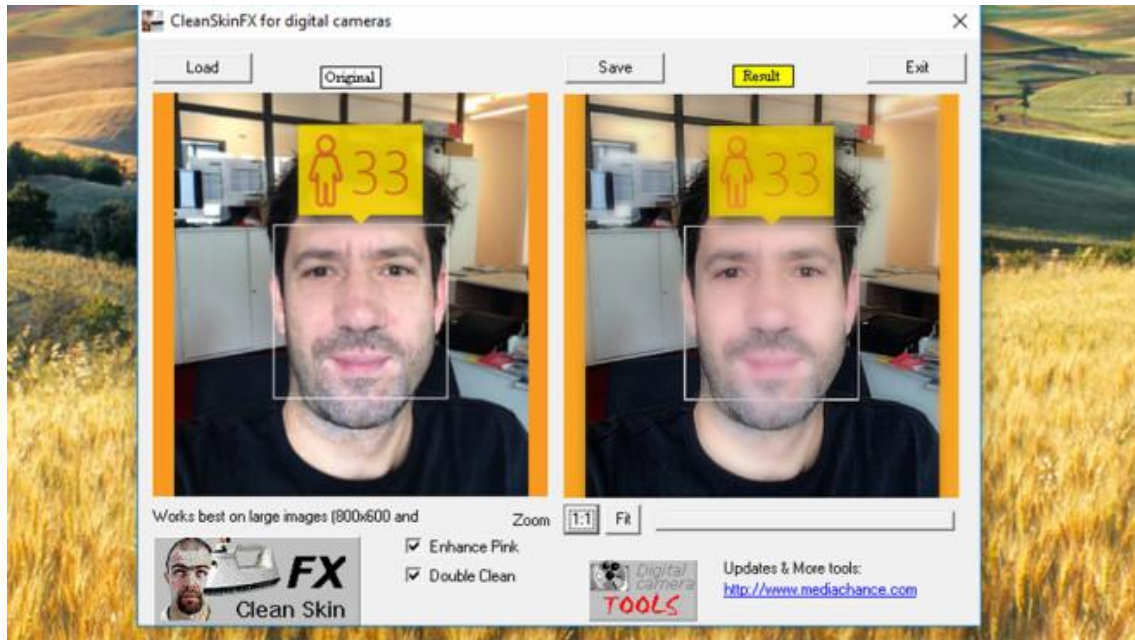 CleanSkinFX for digital cameras
Load
Original
Save
Result
Exit
33
33
Works best on large images (800x600 and
Zoom
1:1
Fit
Enhance Pink
Double Clean
FX
Clean Skin
Digital
camera
TOOLS
Updates & More tools:
http://www.mediachance.com